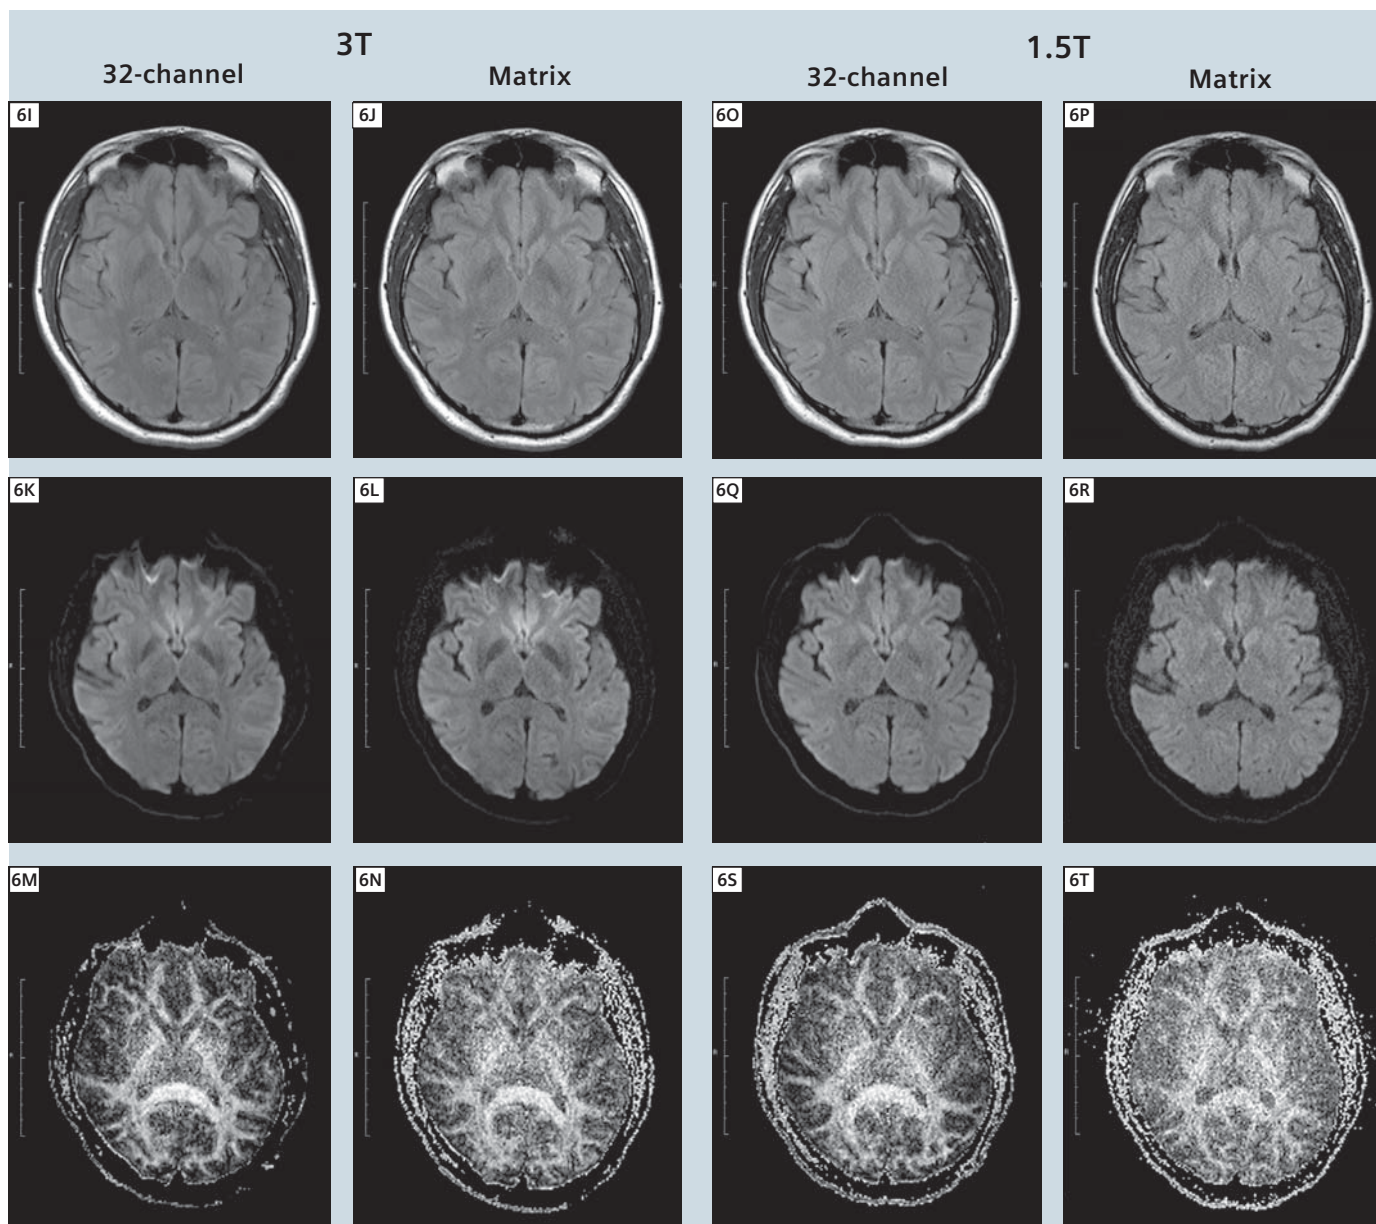 3T 1.5T
32-channel Matrix 32-channel Matrix
6I 6J 6O 6P
6K 6L 6Q 6R
6M 6N 6S 6T